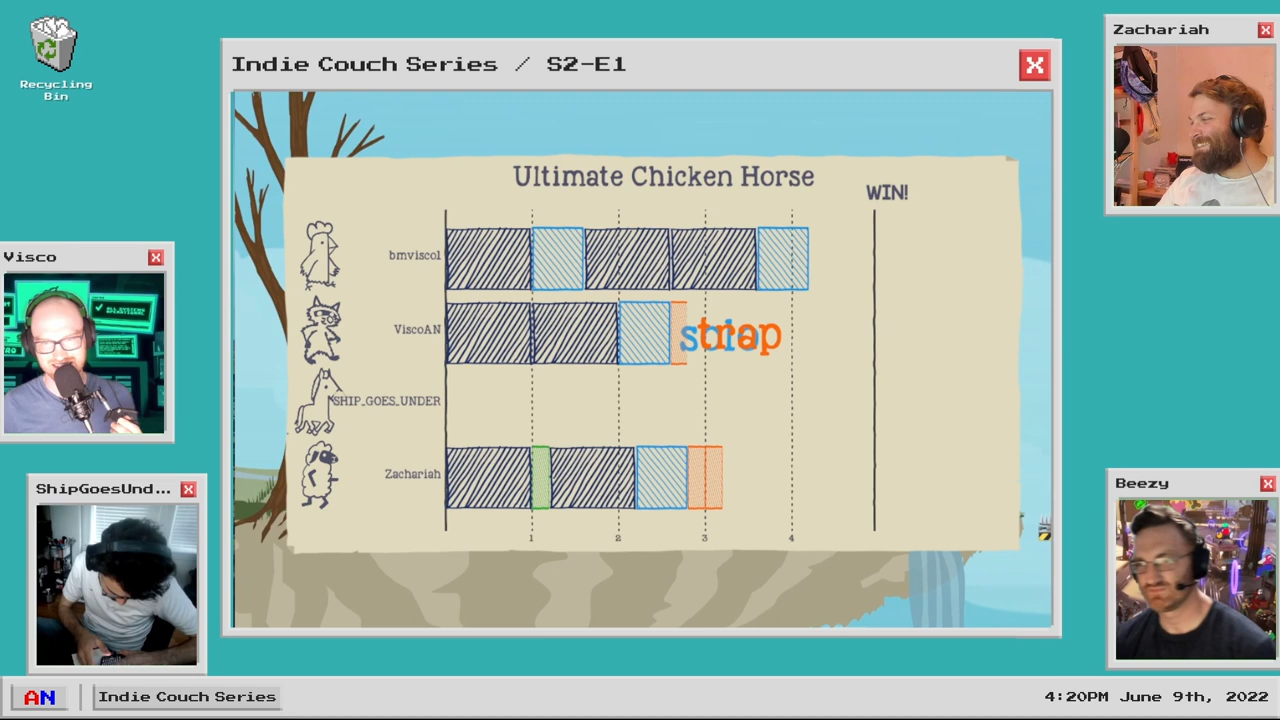 Recycling
Bin
Indie Couch Series / S2-E1
Zachariah
Visco
ShipGoesUnd...
Beezy
Ultimate Chicken Horse
WIN!
bmviscol
ViscoAN
trap
SHIP_GOES_UNDER
Zachariah
1 2 3 4
AN
Indie Couch Series
4:20PM June 9th, 2022